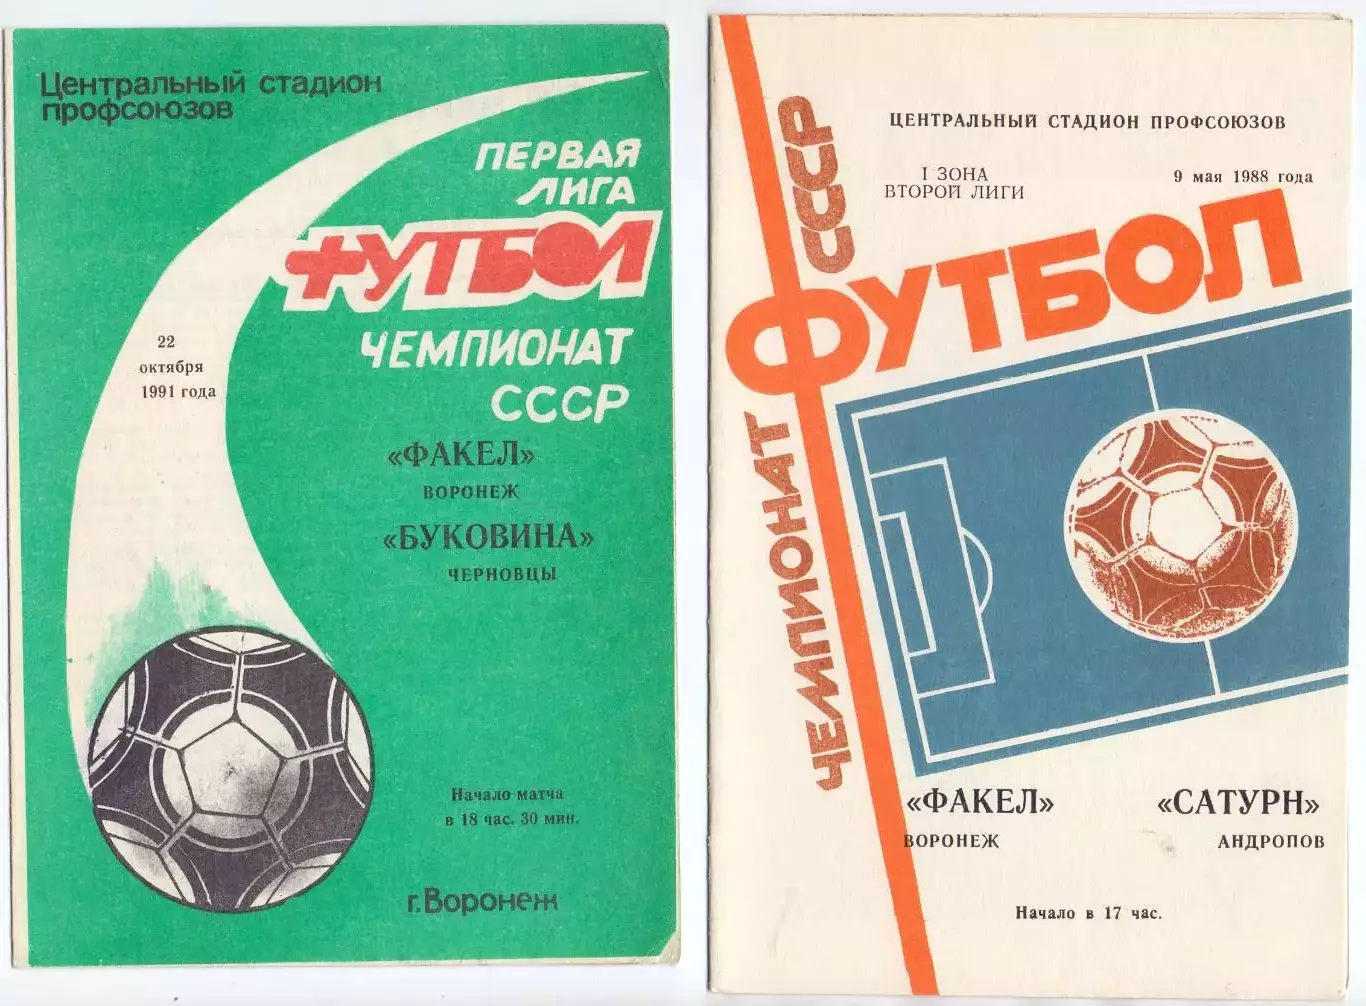 Центральный стадион
профсоюзов
ПЕРВАЯ
ЛИГА
ФУТБОЛ
ЧЕМПИОНАТ
СССР
22
октября
1991 года
«ФАКЕЛ»
ВОРОНЕЖ
«БУКОВИНА»
ЧЕРНОВЦЫ
Начало матча
в 18 час. 30 мин.
г. Воронеж
ЦЕНТРАЛЬНЫЙ СТАДИОН ПРОФСОЮЗОВ
I ЗОНА
ВТОРОЙ ЛИГИ
9 мая 1988 года
ЧЕМПИОНАТ СССР
ФУТБОЛ
«ФАКЕЛ»
ВОРОНЕЖ
«САТУРН»
АНДРОПОВ
Начало в 17 час.